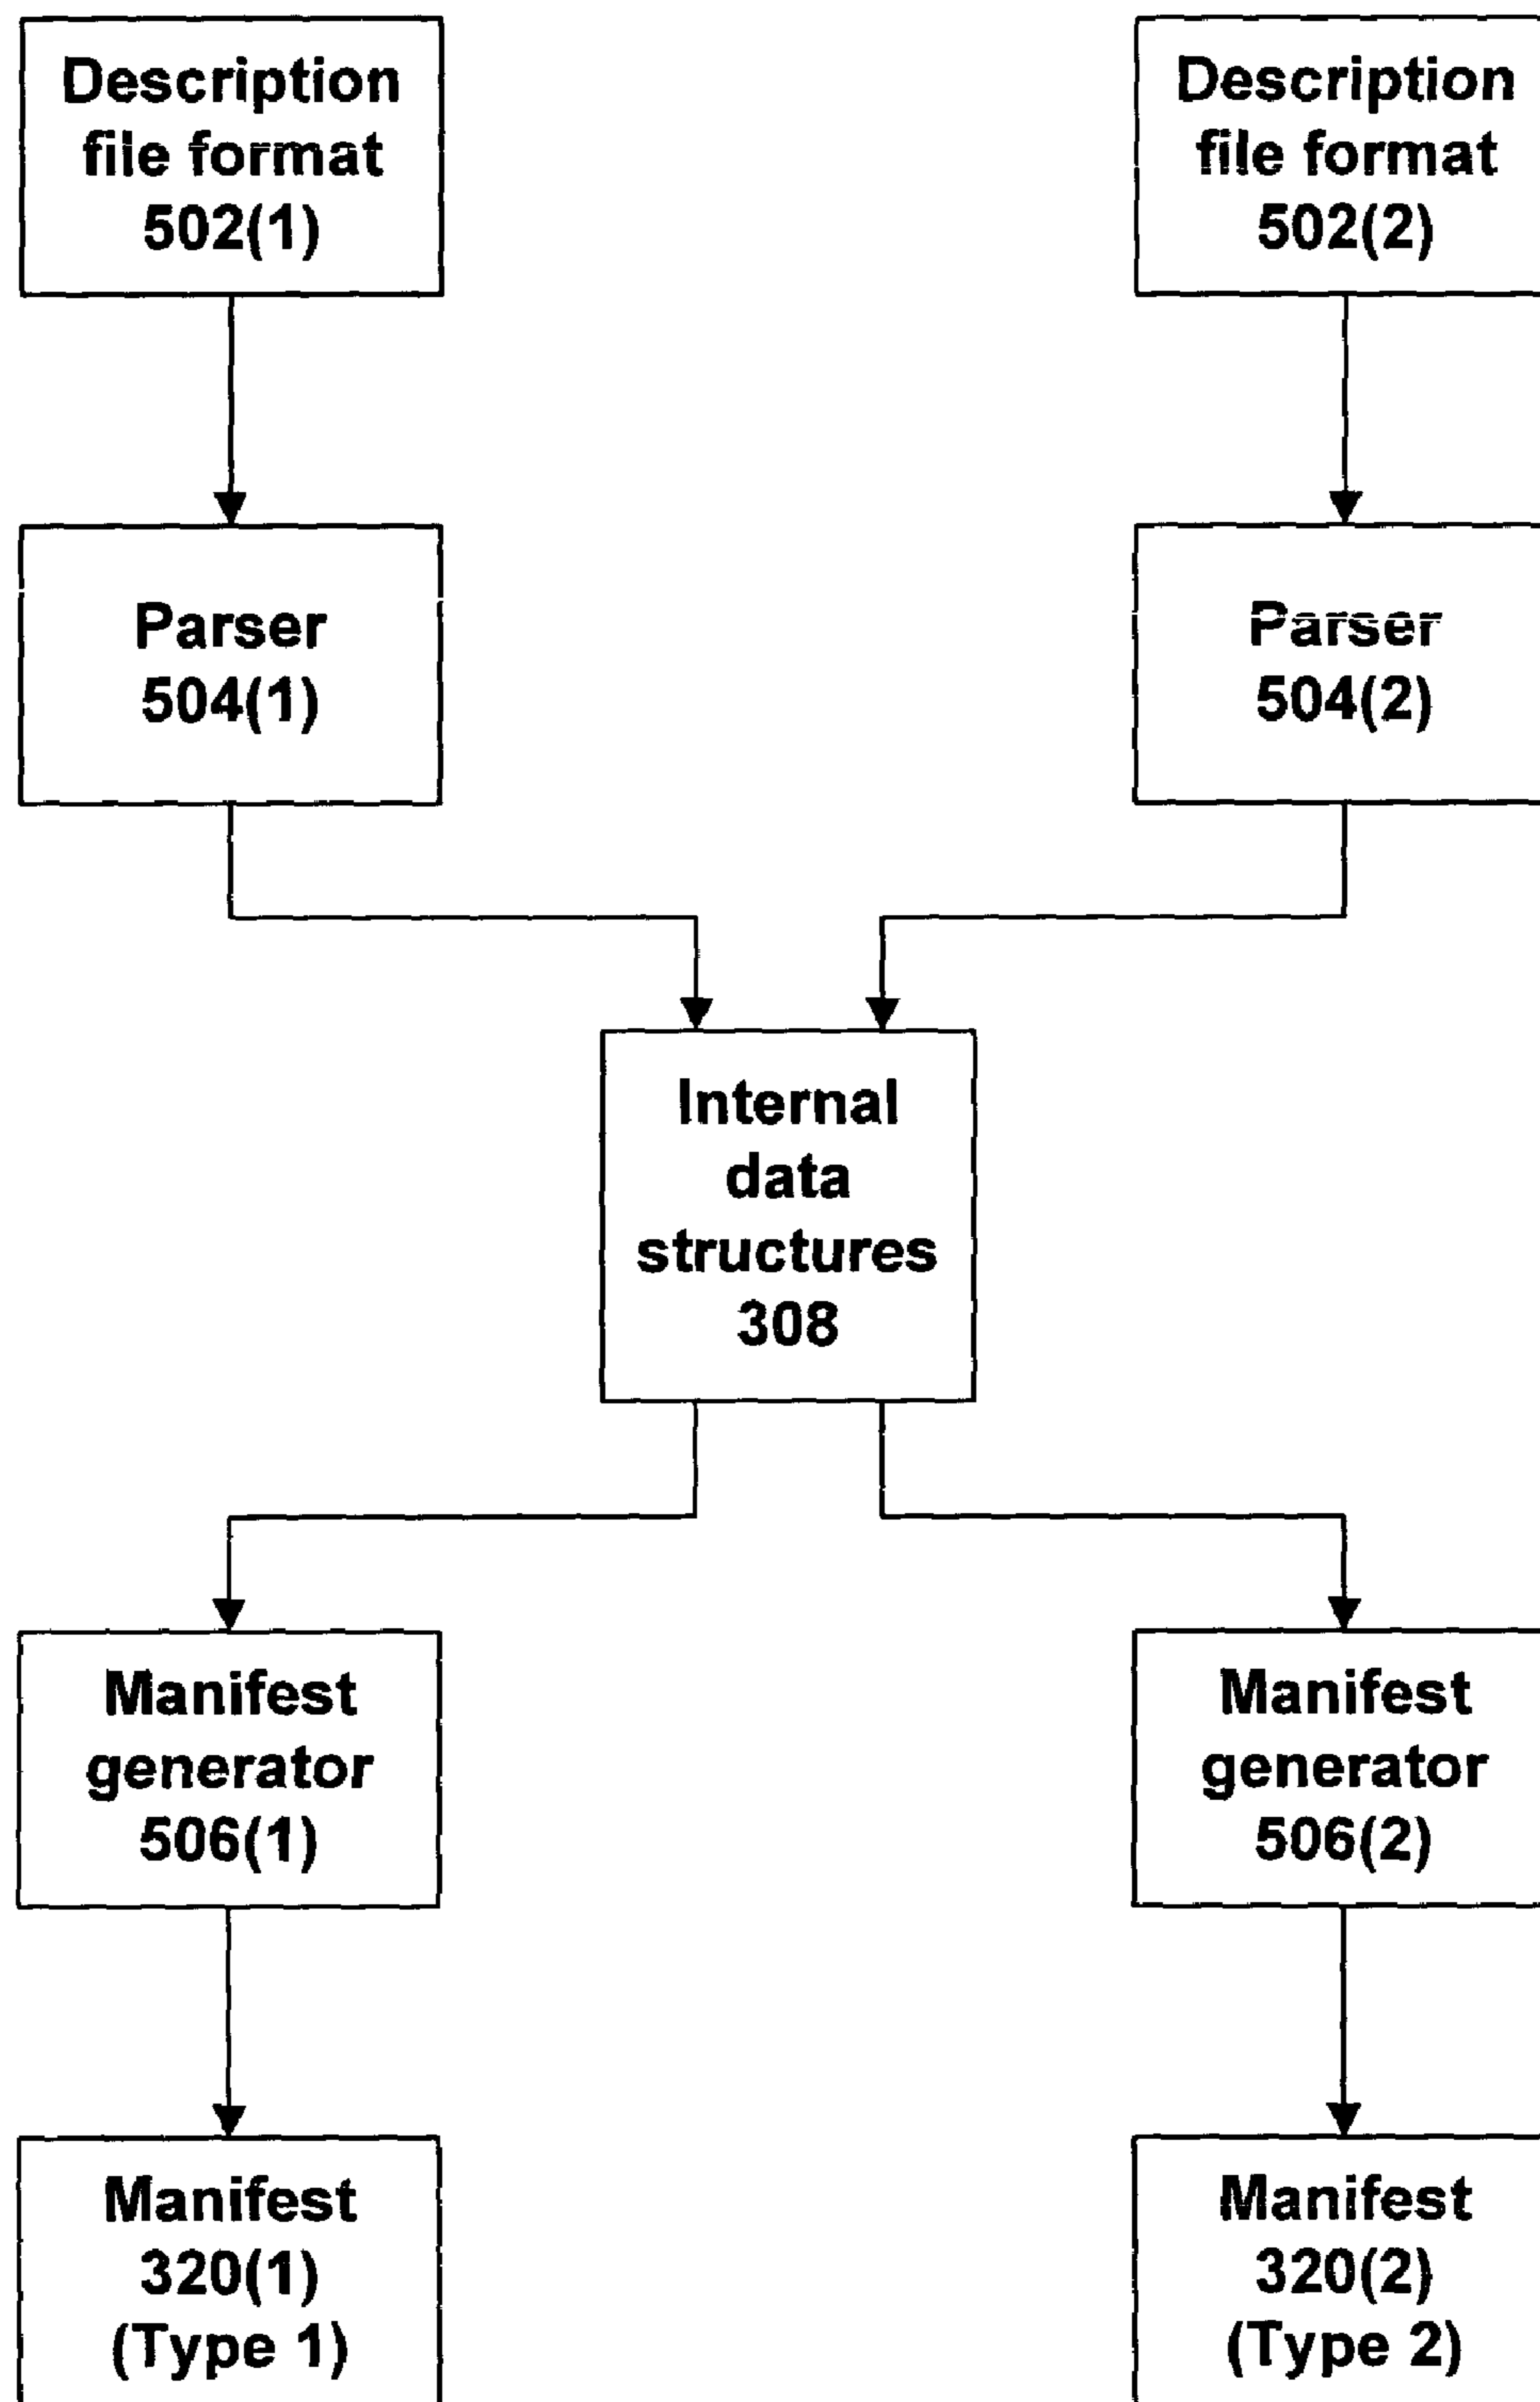 Description
file format
502(1)
Description
file format
502(2)
Parser
504(1)
Parser
504(2)
Internal
data
structures
308
Manifest
generator
506(1)
Manifest
generator
506(2)
Manifest
320(1)
(Type 1)
Manifest
320(2)
(Type 2)